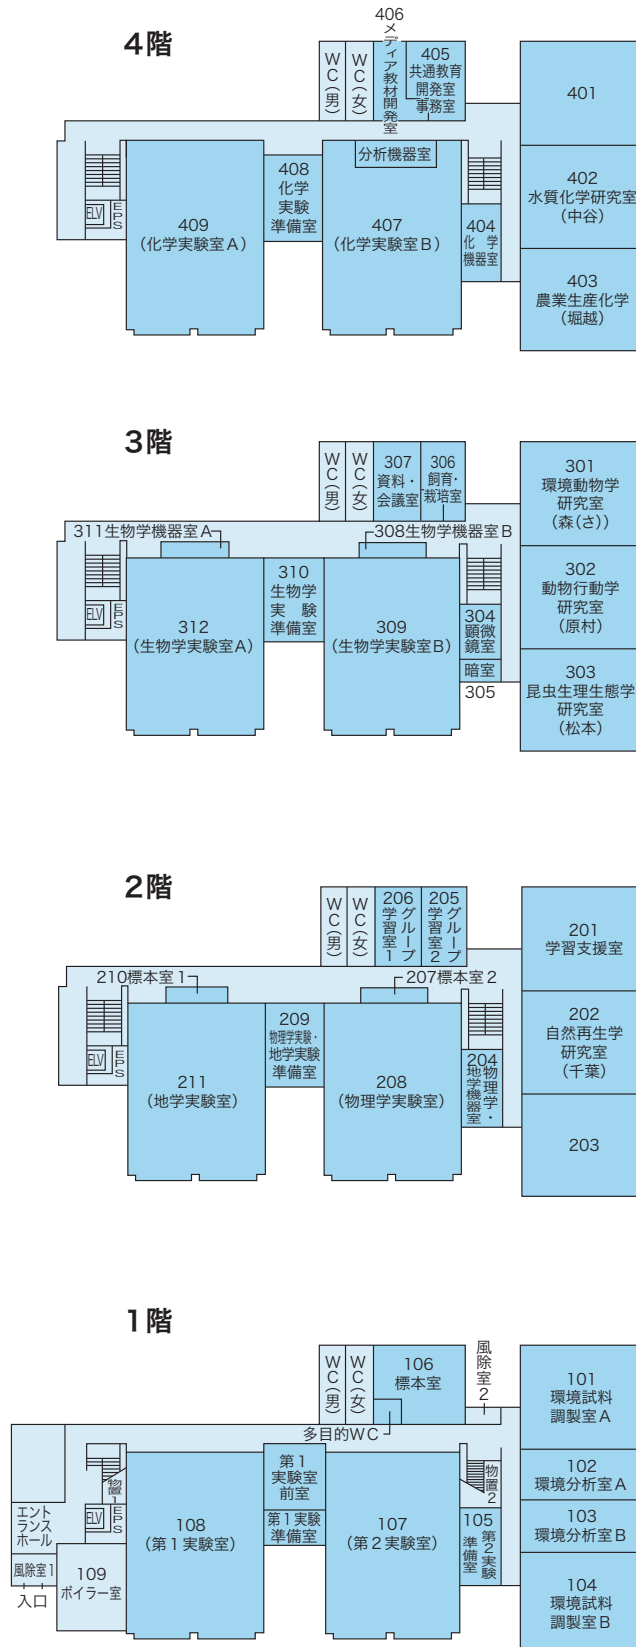 4階
WC(男)
WC(女)
406
メディア教材開発室
405
共通教育
開発室
事務室
401
分析機器室
408
化学
実験
準備室
409
(化学実験室A)
407
(化学実験室B)
404
化学
機器室
402
水質化学研究室
(中谷)
403
農業生産化学
(堀越)
ELV
EPS
3階
WC(男)
WC(女)
307
資料・
会議室
306
飼育・
栽培室
301
環境動物学
研究室
(森(さ))
311生物学機器室A
308生物学機器室B
310
生物学
実験
準備室
312
(生物学実験室A)
309
(生物学実験室B)
304
顕微
鏡室
暗室
305
302
動物行動学
研究室
(原村)
303
昆虫生理生態学
研究室
(松本)
ELV
EPS
2階
WC(男)
WC(女)
206
グループ
学習室1
205
グループ
学習室2
201
学習支援室
210標本室1
207標本室2
209
物理学実験・
地学実験
準備室
211
(地学実験室)
208
(物理学実験室)
204
物理学・
地学機器室
202
自然再生学
研究室
(千葉)
203
ELV
EPS
1階
WC(男)
WC(女)
106
標本室
風除室2
多目的WC
101
環境試料
調製室A
第1
実験室
前室
第1実験
準備室
物置1
物置2
エント
ランス
ホール
ELV
EPS
108
(第1実験室)
107
(第2実験室)
105
第2実験
準備室
102
環境分析室A
103
環境分析室B
104
環境試料
調製室B
風除室1
入口
109
ボイラー室